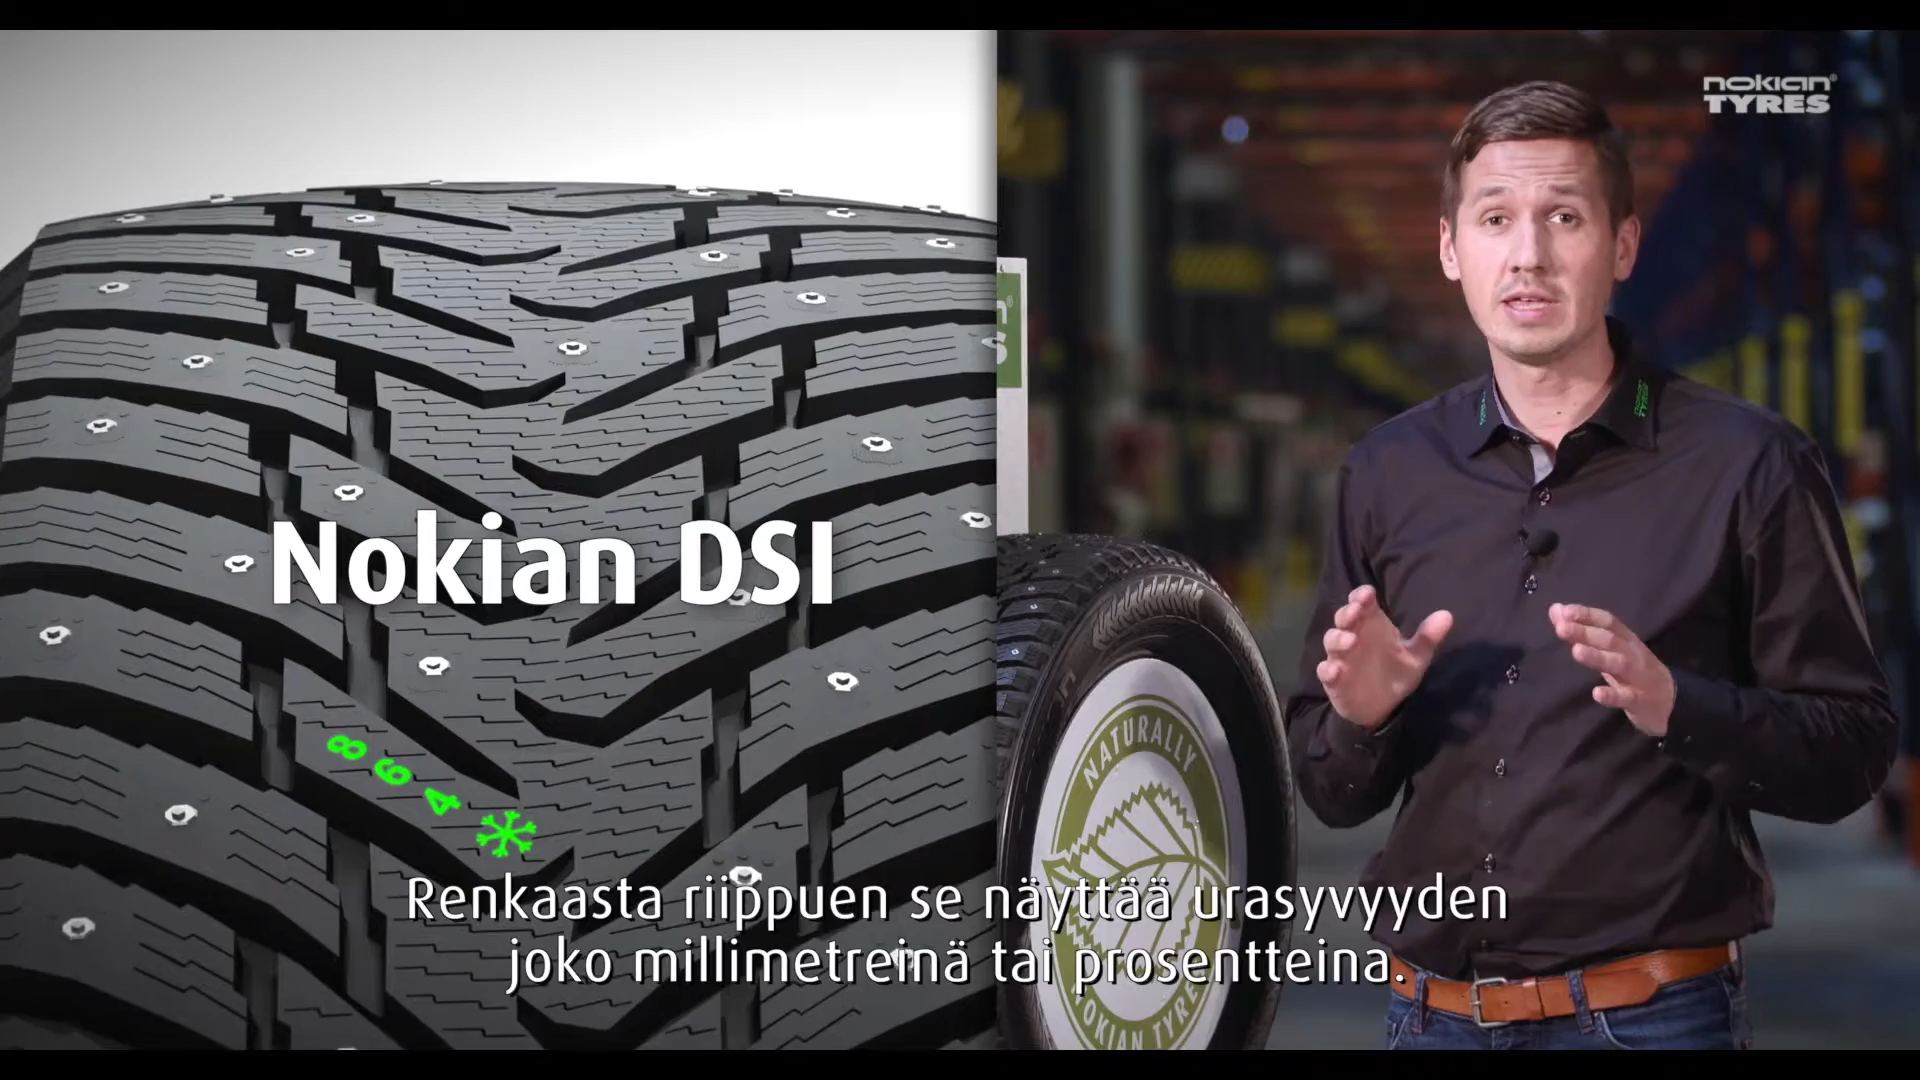 nokian®
TYRES
Nokian DSI
8 6 4
NATURALLY
NOKIAN TYRES
Renkaasta riippuen se näyttää urasyvyyden
joko millimetreinä tai prosentteina.